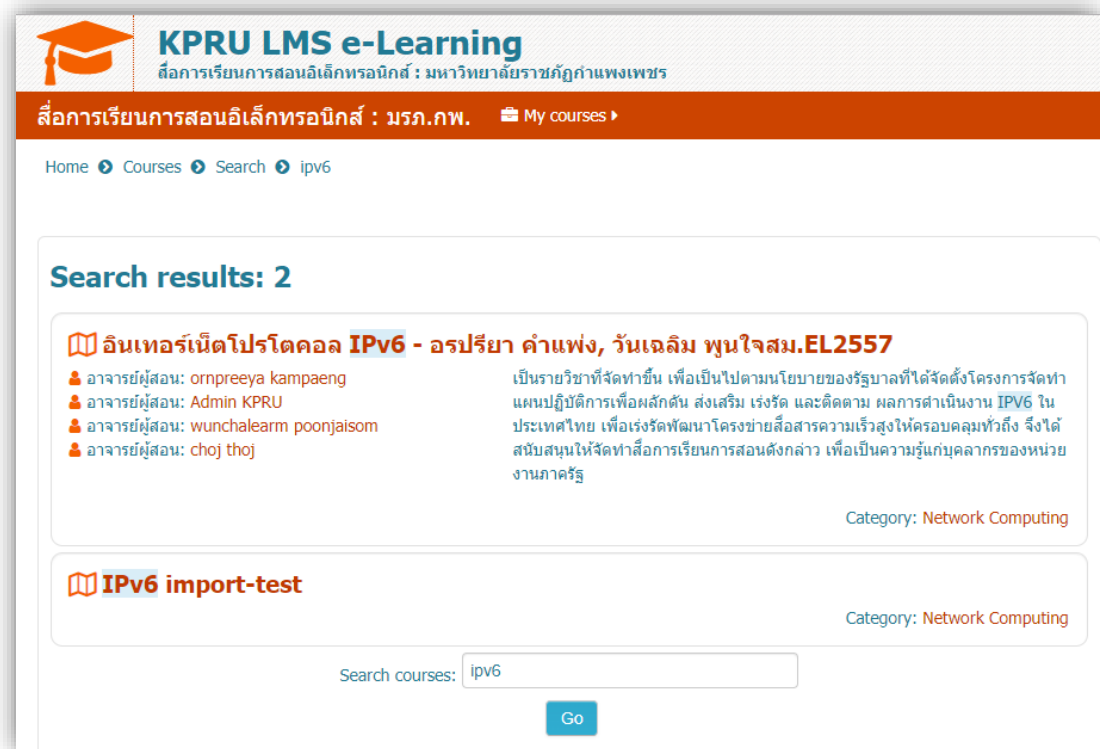 KPRU LMS e-Learning
สื่อการเรียนการสอนอิเล็กทรอนิกส์ : มหาวิทยาลัยราชภัฏกำแพงเพชร
สื่อการเรียนการสอนอิเล็กทรอนิกส์ : มรภ.กพ. My courses
Home Courses Search ipv6
Search results: 2
อินเทอร์เน็ตโปรโตคอล IPv6 - อรปรียา คำแพ่ง, วันเฉลิม พูนใจสม.EL2557
อาจารย์ผู้สอน: ornpreeya kampaeng
อาจารย์ผู้สอน: Admin KPRU
อาจารย์ผู้สอน: wunchalearm poonjaisom
อาจารย์ผู้สอน: choj thoj
เป็นรายวิชาที่จัดทำขึ้น เพื่อเป็นไปตามนโยบายของรัฐบาลที่ได้จัดตั้งโครงการจัดทำ
แผนปฏิบัติการเพื่อผลักดัน ส่งเสริม เร่งรัด และติดตาม ผลการดำเนินงาน IPV6 ใน
ประเทศไทย เพื่อเร่งรัดพัฒนาโครงข่ายสื่อสารความเร็วสูงให้ครอบคลุมทั่วถึง จึงได้
สนับสนุนให้จัดทำสื่อการเรียนการสอนดังกล่าว เพื่อเป็นความรู้แก่บุคลากรของหน่วย
งานภาครัฐ
Category: Network Computing
IPv6 import-test
Category: Network Computing
Search courses: ipv6
Go